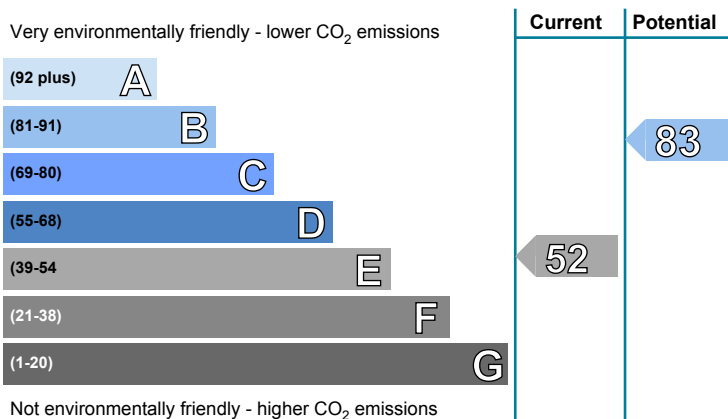 Current Potential
Very environmentally friendly - lower CO2 emissions
(92 plus) A
(81-91) B
83
(69-80) C
(55-68) D
(39-54 E
52
(21-38) F
(1-20) G
Not environmentally friendly - higher CO2 emissions